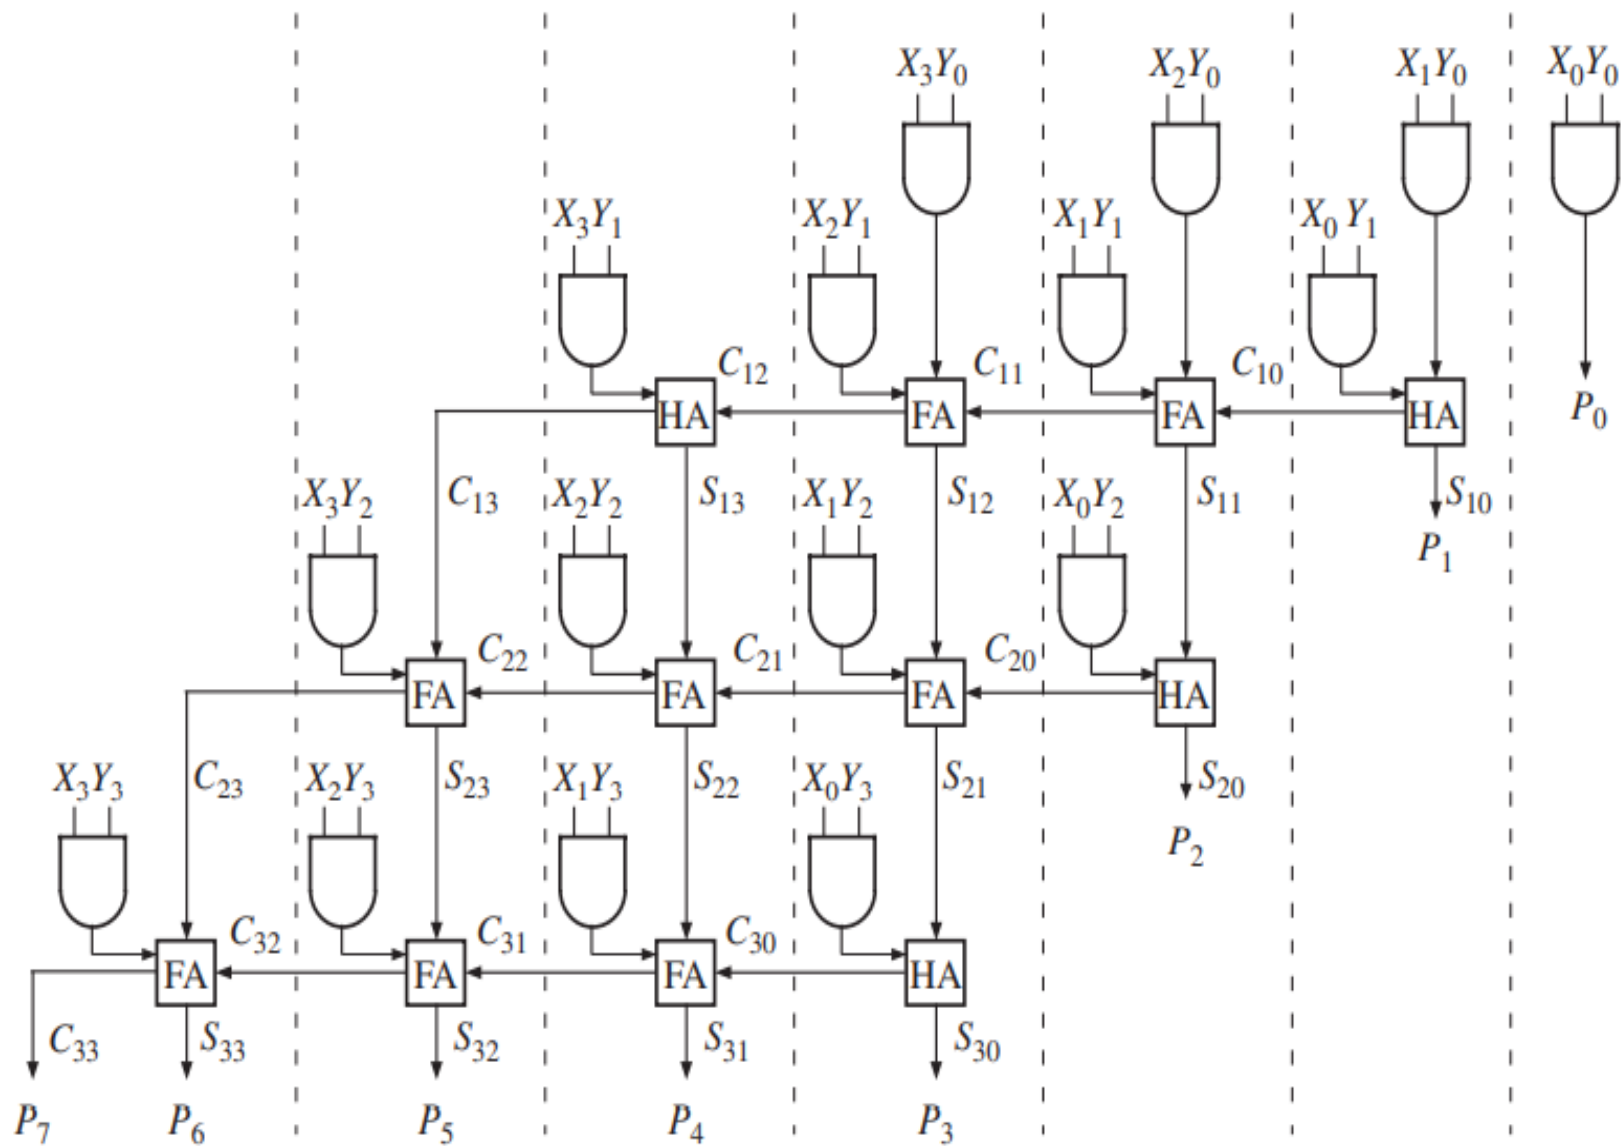 X₃Y₀ X₂Y₀ X₁Y₀ X₀Y₀
X₃Y₁ X₂Y₁ X₁Y₁ X₀ Y₁
C₁₂ C₁₁ C₁₀
HA FA FA HA P₀
C₁₃ S₁₃ S₁₂ S₁₁ S₁₀
X₃Y₂ X₂Y₂ X₁Y₂ X₀Y₂
P₁
C₂₂ C₂₁ C₂₀
FA FA FA HA
C₂₃ S₂₃ S₂₂ S₂₁ S₂₀
X₃Y₃ X₂Y₃ X₁Y₃ X₀Y₃
P₂
C₃₂ C₃₁ C₃₀
FA FA FA HA
C₃₃ S₃₃ S₃₂ S₃₁ S₃₀
P₇ P₆ P₅ P₄ P₃